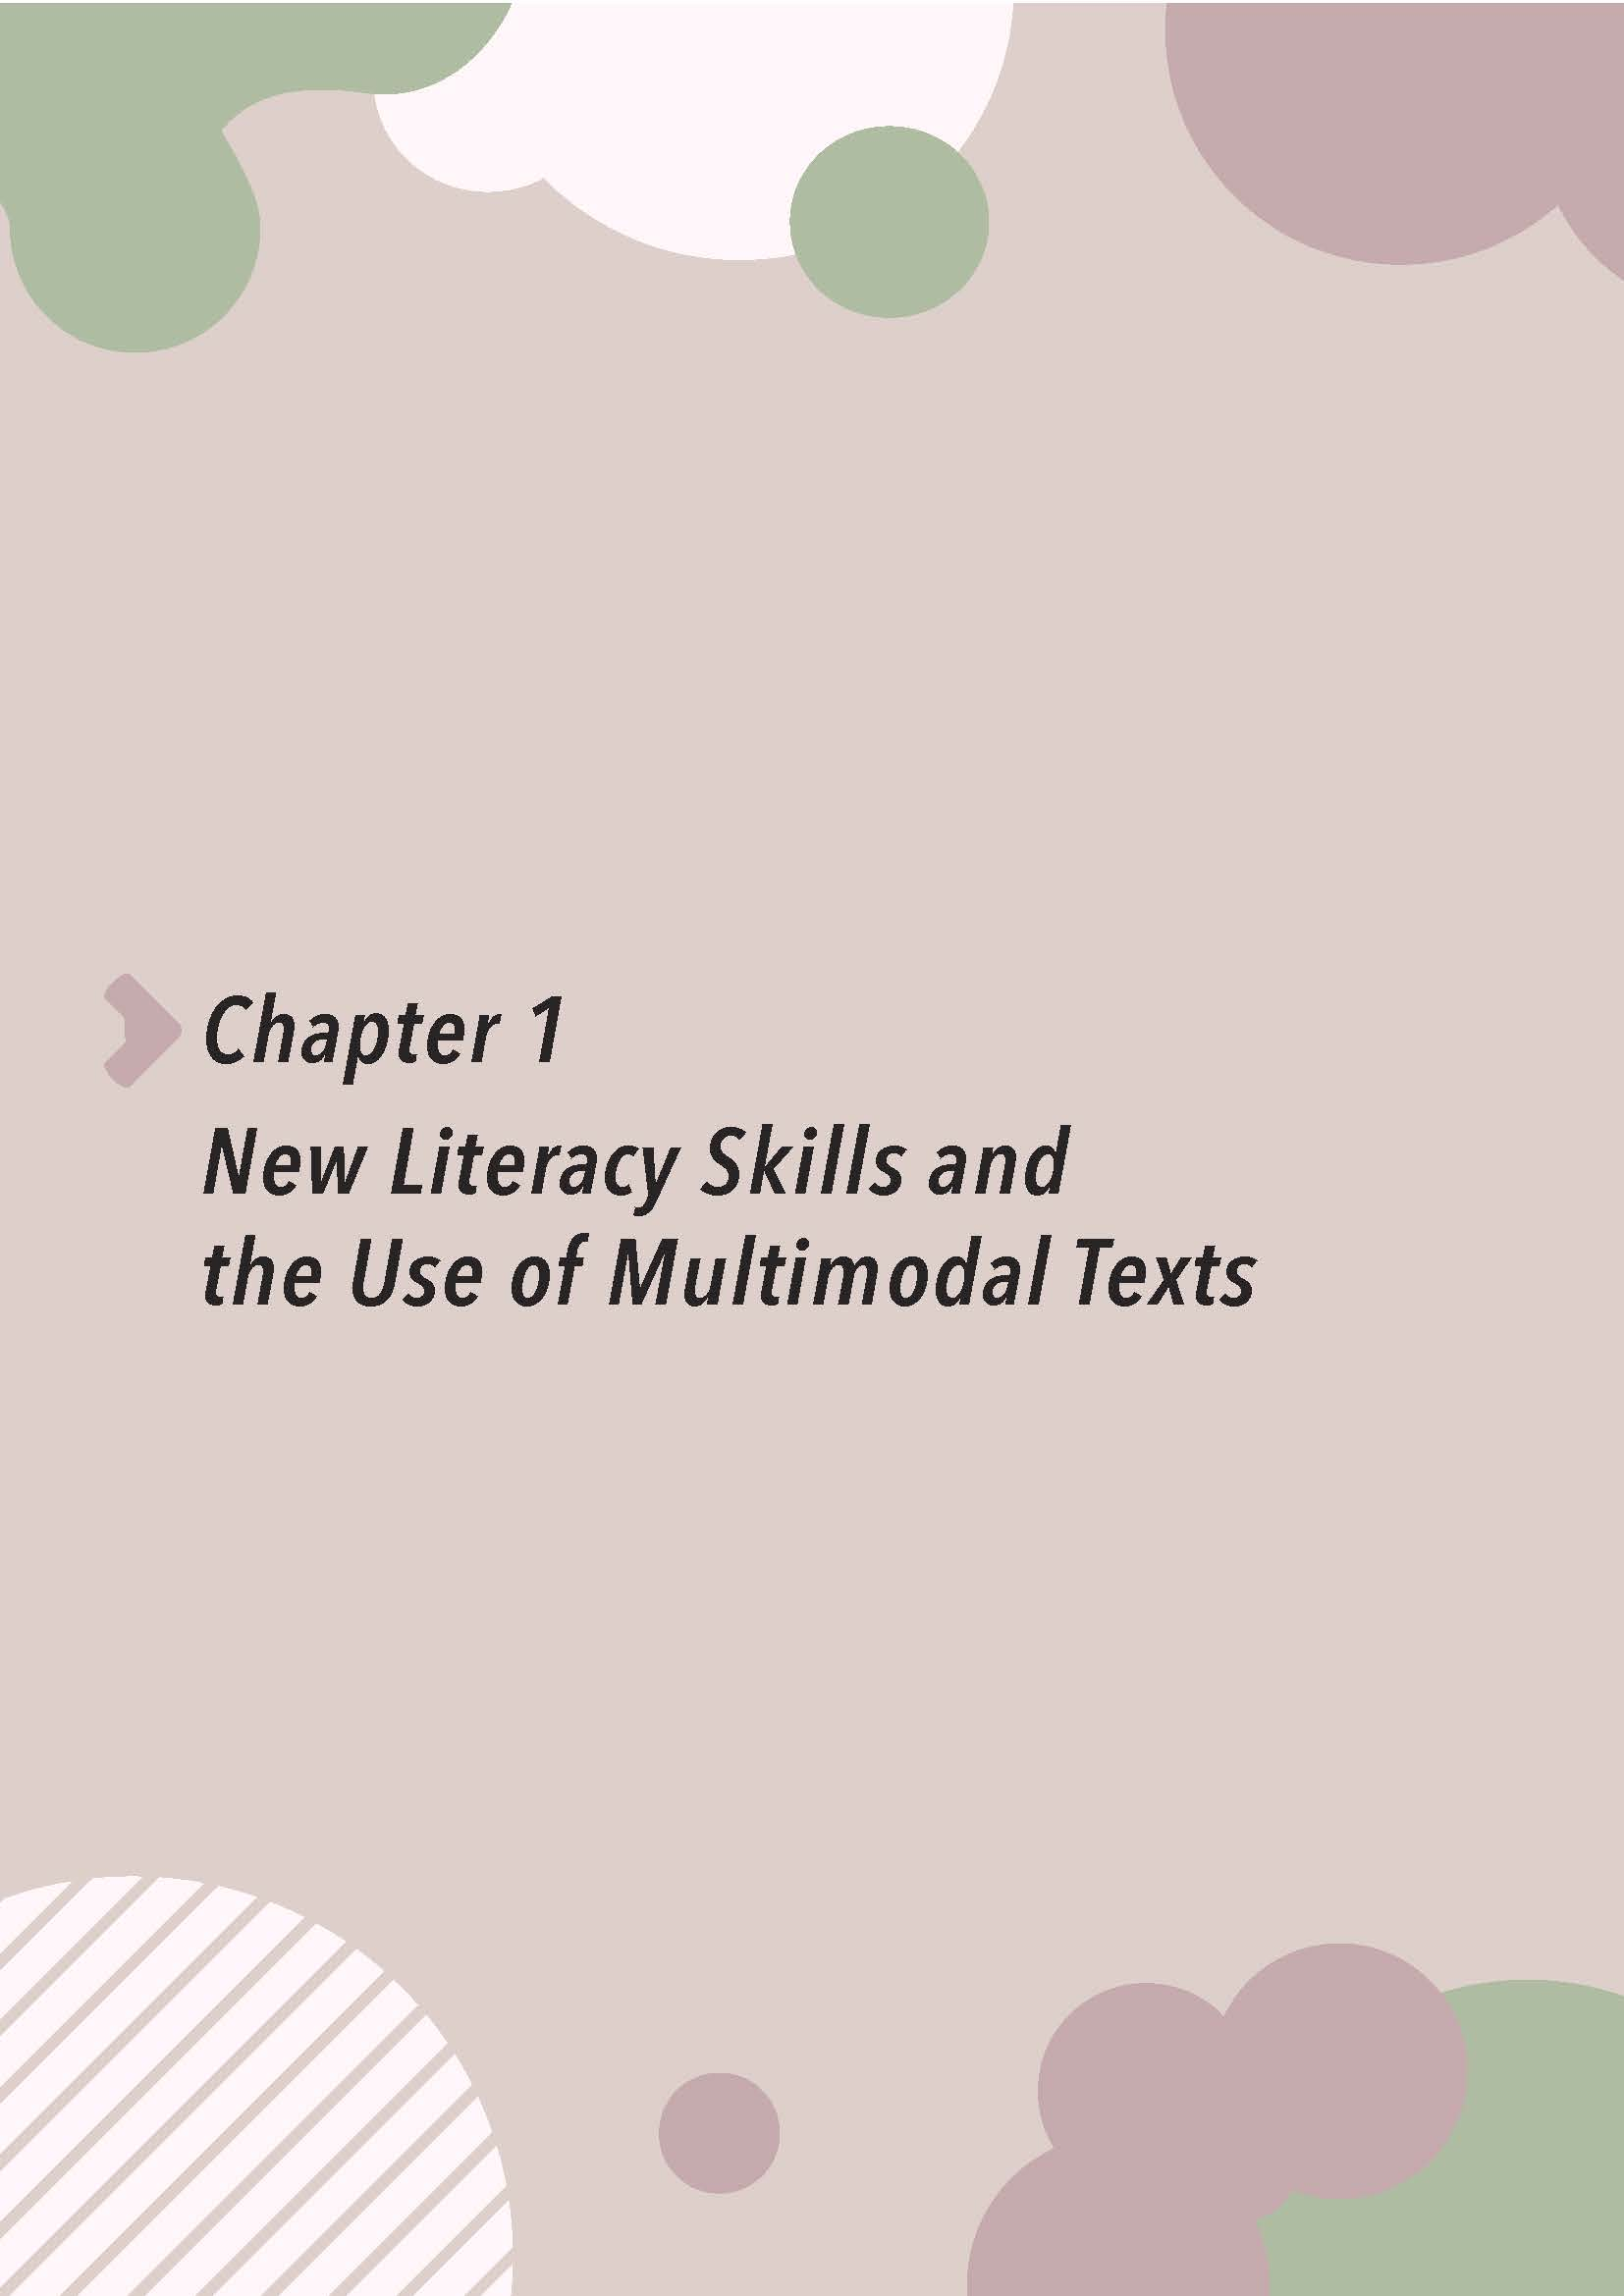 Chapter 1
New Literacy Skills and
the Use of Multimodal Texts